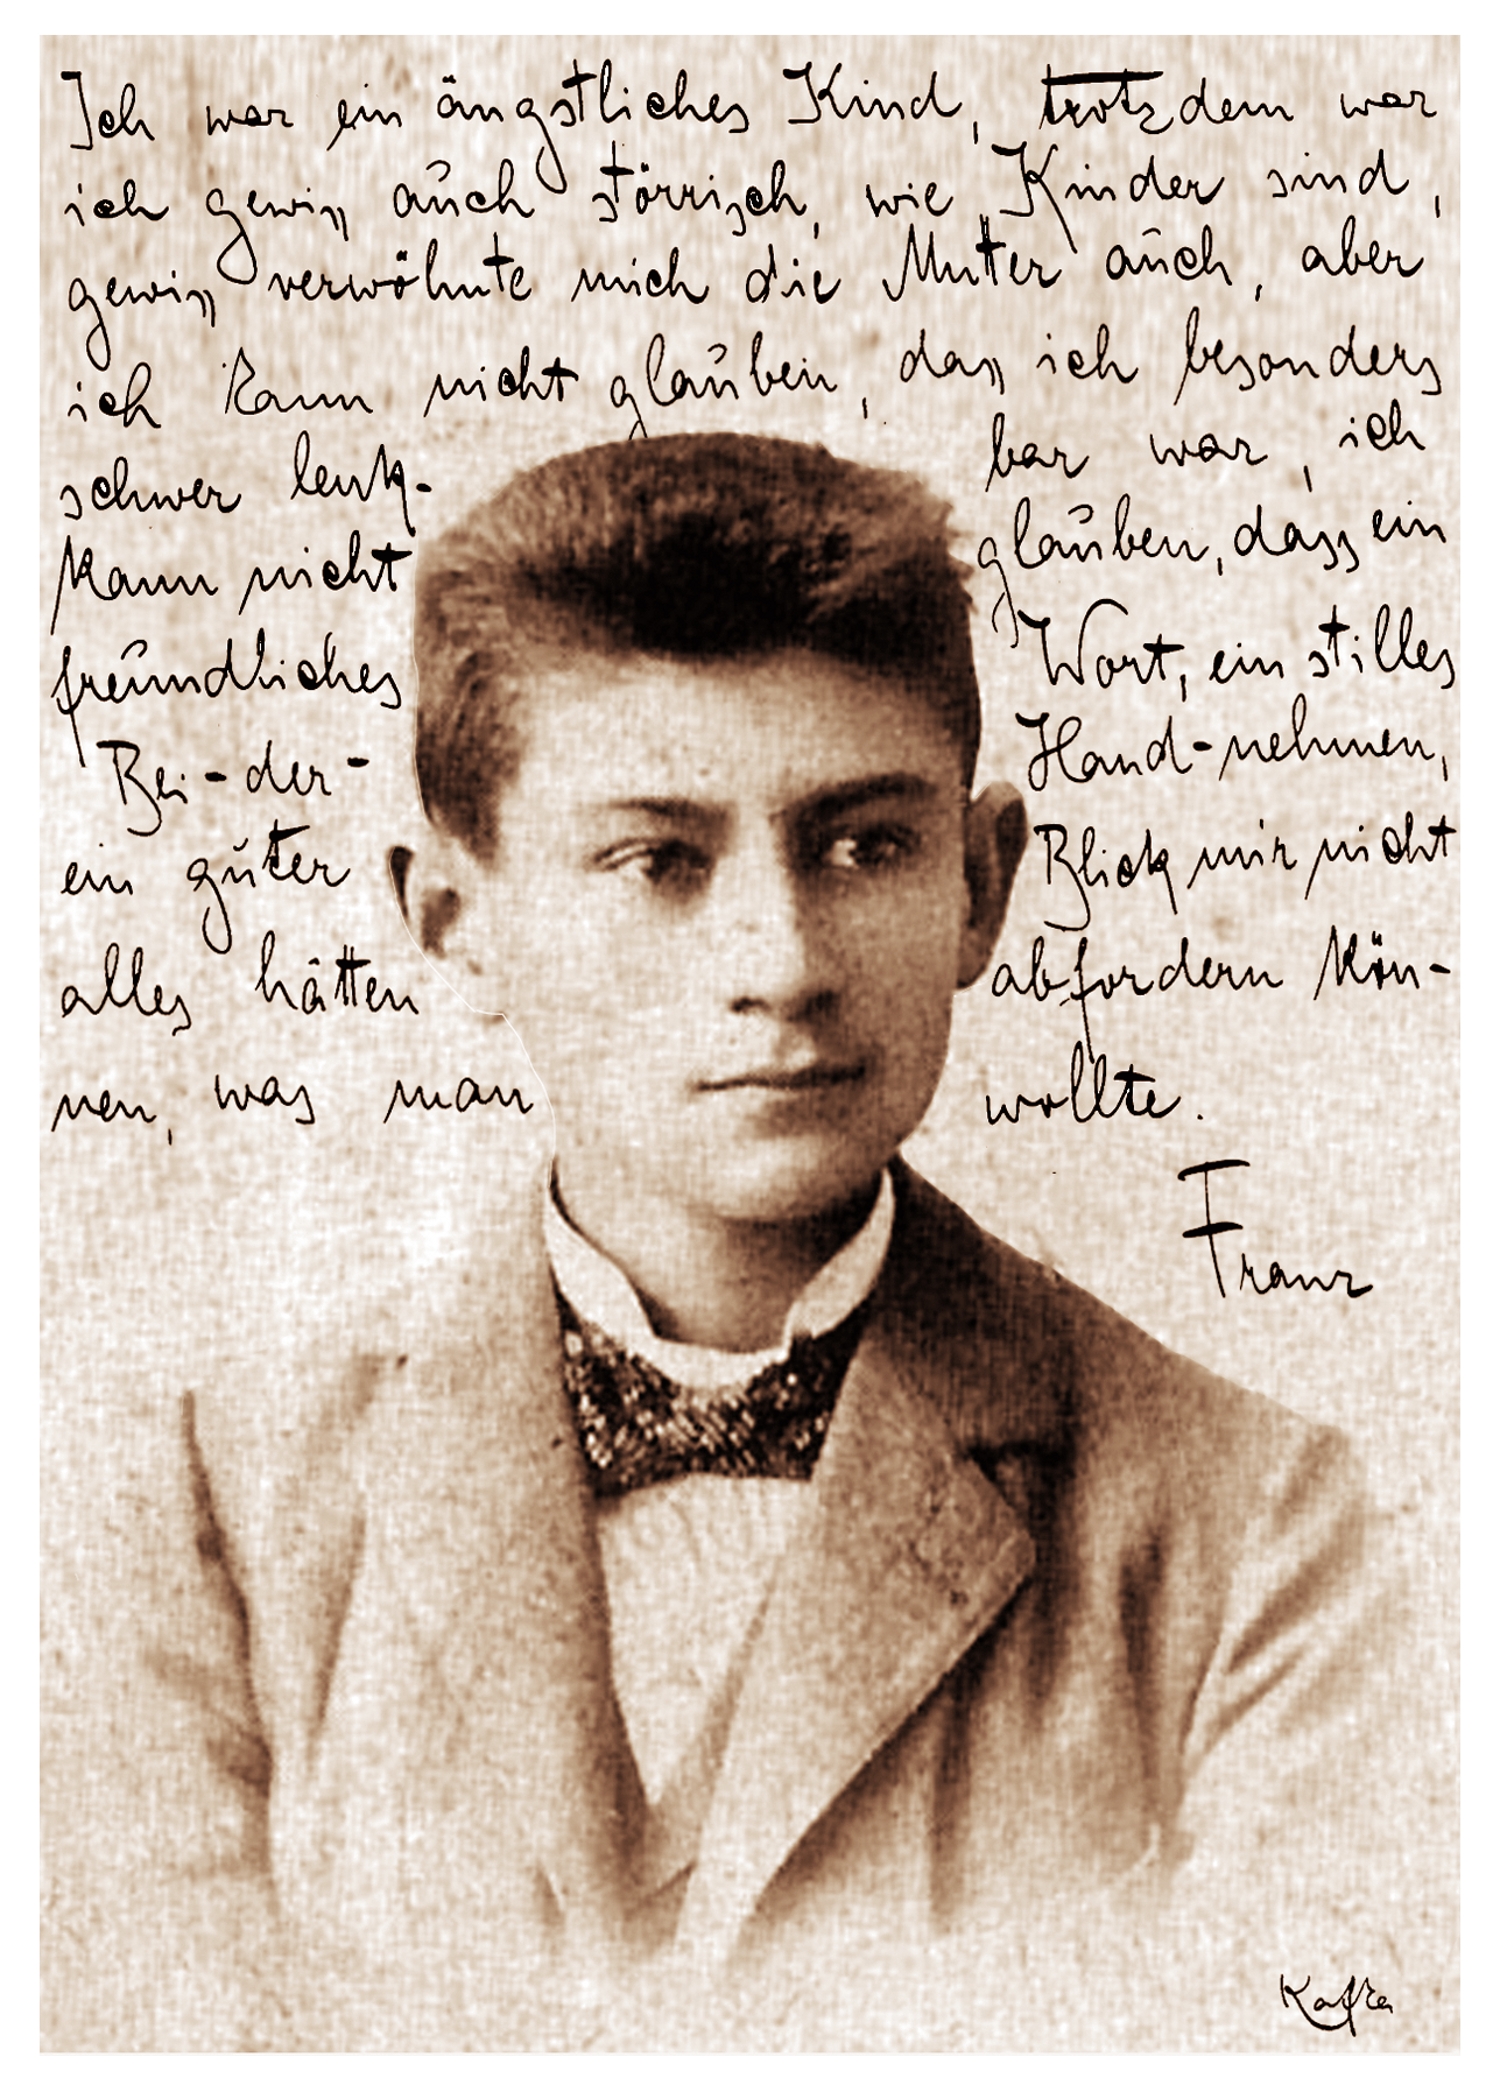 Ich war ein ängstliches Kind, trotzdem war
ich gewiss auch störrisch, wie Kinder sind,
gewiss verwöhnte mich die Mutter auch, aber
ich kann nicht glauben, dass ich besonders
schwer lenk- bar war, ich
kann nicht glauben, dass ein
freundliches Wort, ein stilles
Bei-der- Hand-nehmen,
ein guter Blick mir nicht
alles hätten abfordern kön-
nen, was man wollte.
Franz
Kafka